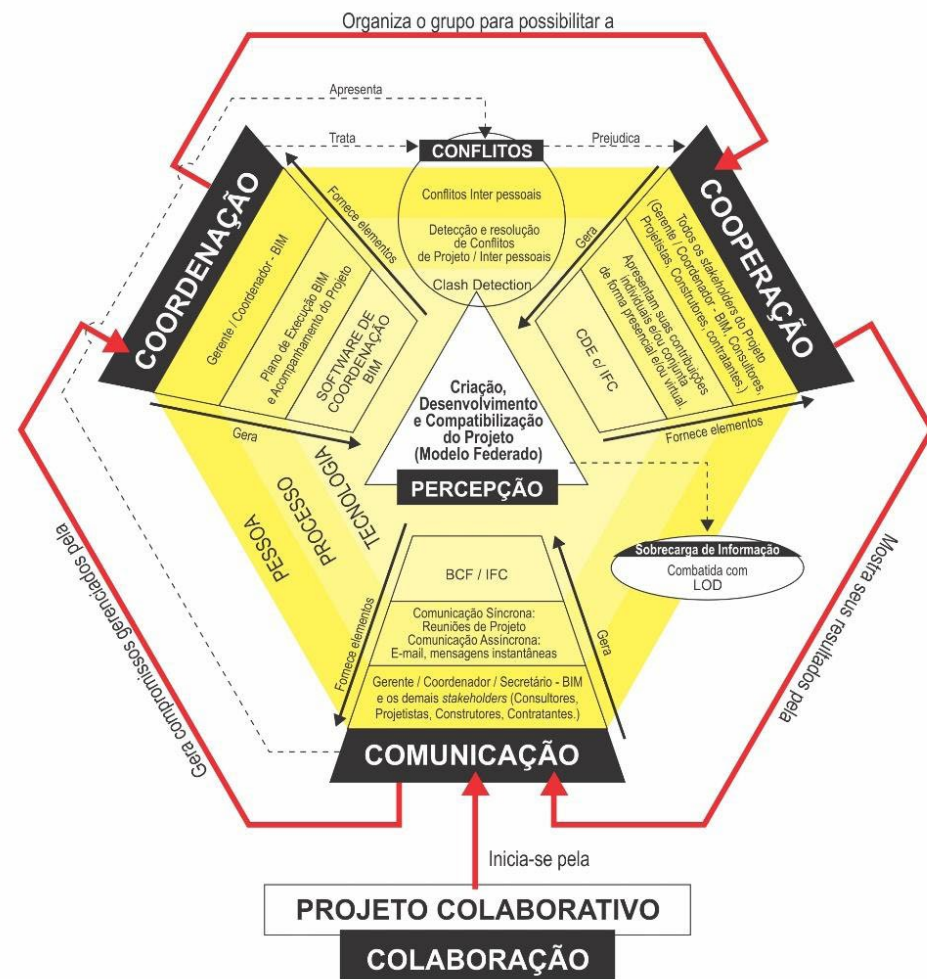 Organiza o grupo para possibilitar a
Apresenta
Trata
CONFLITOS
Prejudica
Conflitos Inter pessoais
Detecção e resolução
de Conflitos
de Projeto / Inter pessoais
Clash Detection
COORDENAÇÃO
Gerente / Coordenador - BIM
Plano de Execução BIM
e Acompanhamento do Projeto
SOFTWARE DE
COORDENAÇÃO
BIM
Fornece elementos
Gera
COOPERAÇÃO
Todos os stakeholders do Projeto
(Gerente / Coordenador - BIM, Consultores,
Projetistas, Construtores, contratantes.)
Apresentam suas contribuições
individuais e/ou conjunta
de forma presencial e/ou virtual.
CDE c/ IFC
Gera
Fornece elementos
Criação,
Desenvolvimento
e Compatibilização
do Projeto
(Modelo Federado)
PERCEPÇÃO
PESSOA
PROCESSO
TECNOLOGIA
Sobrecarga de Informação
Combatida com
LOD
BCF / IFC
Comunicação Síncrona:
Reuniões de Projeto
Comunicação Assíncrona:
E-mail, mensagens instantâneas
Gerente / Coordenador / Secretário - BIM
e os demais stakeholders (Consultores,
Projetistas, Construtores, Contratantes.)
Fornece elementos
Gera
COMUNICAÇÃO
Gera compromissos gerenciados pela
Mostra seus resultados pela
Inicia-se pela
PROJETO COLABORATIVO
COLABORAÇÃO